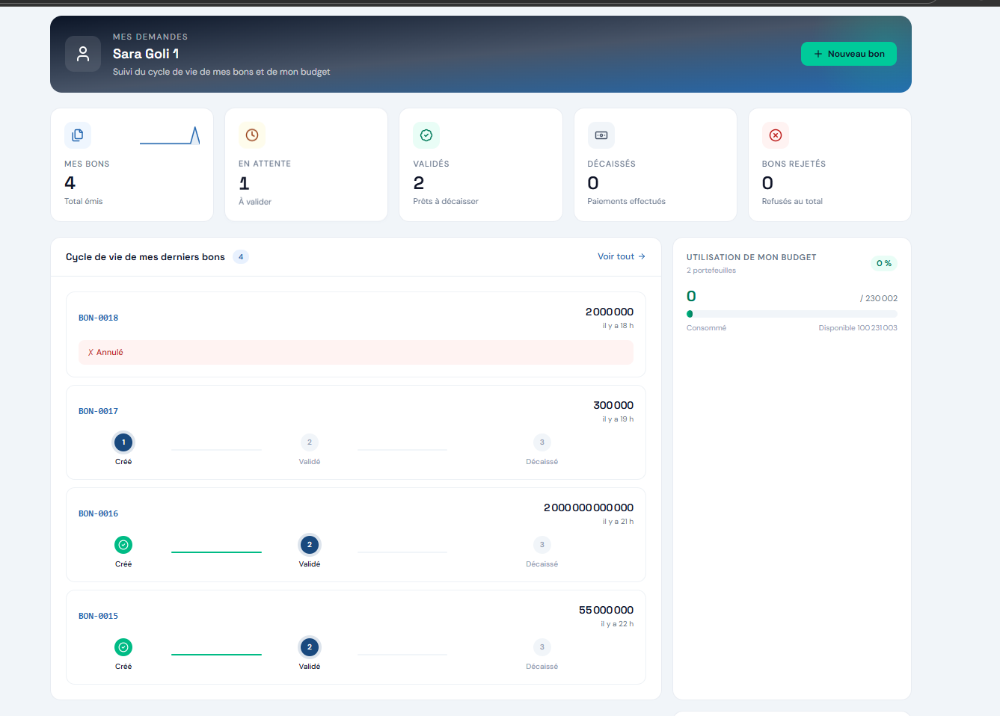 MES DEMANDES
Sara Goli 1
Suivi du cycle de vie de mes bons et de mon budget
+ Nouveau bon
MES BONS
4
Total émis
EN ATTENTE
1
À valider
VALIDÉS
2
Prêts à décaisser
DÉCAISSÉS
0
Paiements effectués
BONS REJETÉS
0
Refusés au total
Cycle de vie de mes derniers bons 4
Voir tout →
BON-0018
2 000 000
il y a 18 h
X Annulé
BON-0017
300 000
il y a 19 h
1 2 3
Créé Validé Décaissé
BON-0016
2 000 000 000 000
il y a 21 h
2 3
Créé Validé Décaissé
BON-0015
55 000 000
il y a 22 h
2 3
Créé Validé Décaissé
UTILISATION DE MON BUDGET
2 portefeuilles
0 %
0 / 230 002
Consommé Disponible 100 231 003